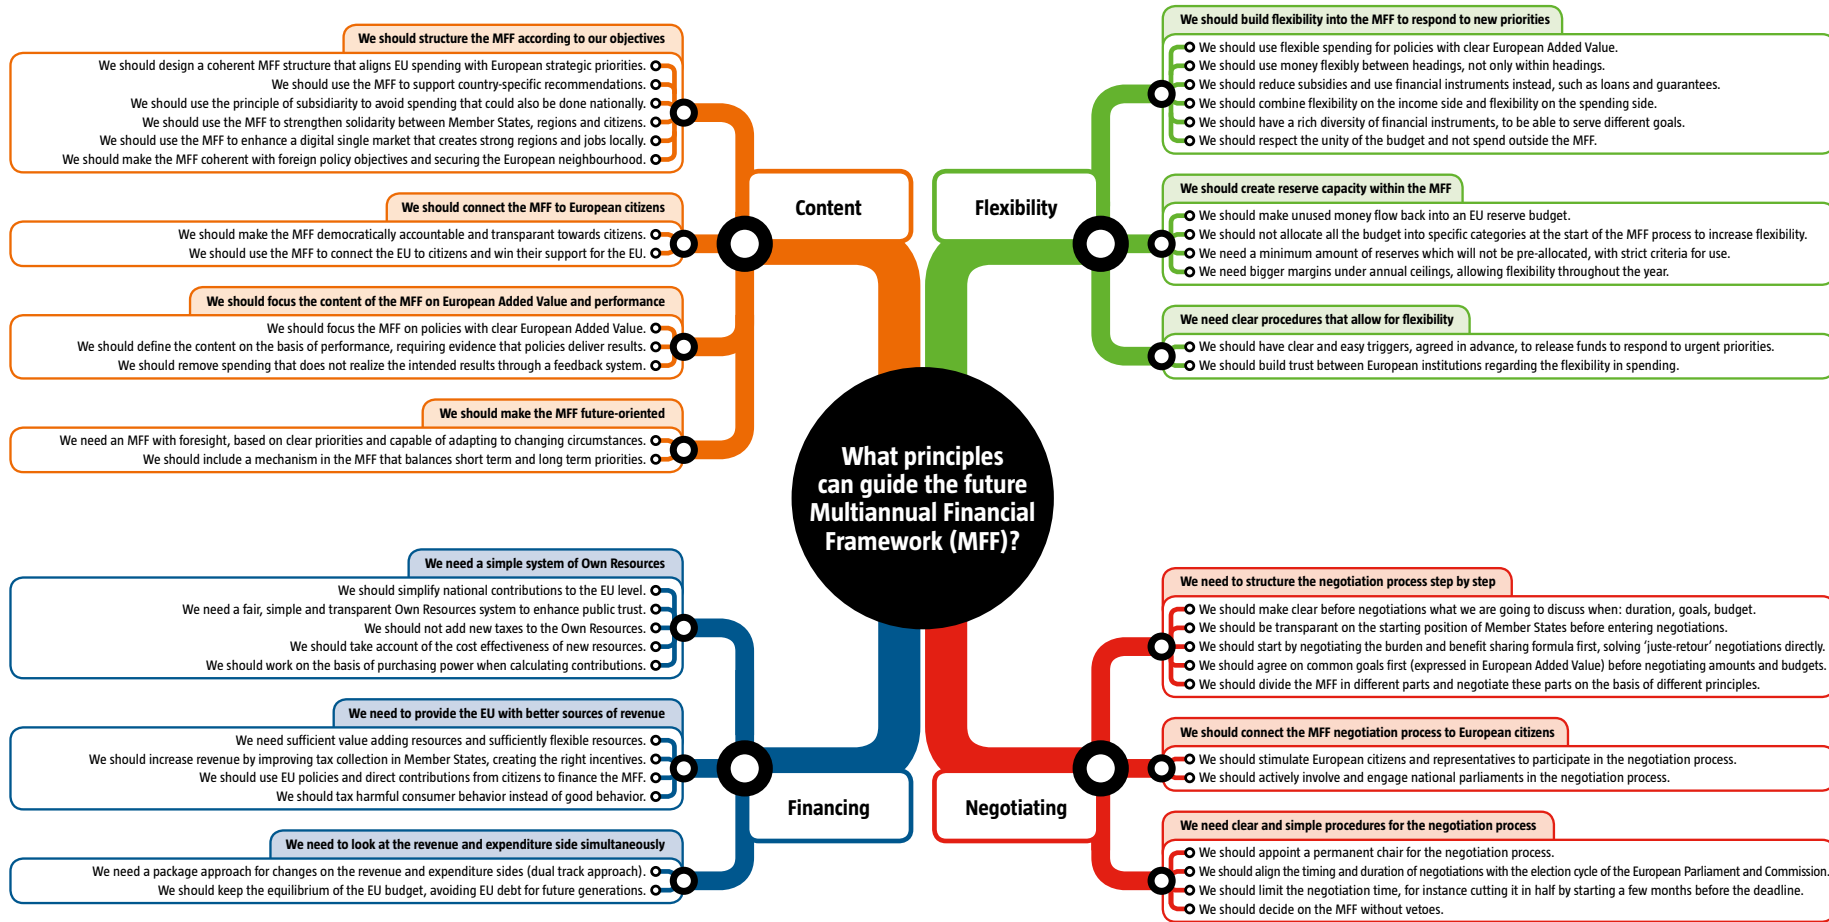 We should structure the MFF according to our objectives
We should design a coherent MFF structure that aligns EU spending with European strategic priorities.
We should use the MFF to support country-specific recommendations.
We should use the principle of subsidiarity to avoid spending that could also be done nationally.
We should use the MFF to strengthen solidarity between Member States, regions and citizens.
We should use the MFF to enhance a digital single market that creates strong regions and jobs locally.
We should make the MFF coherent with foreign policy objectives and securing the European neighbourhood.
We should connect the MFF to European citizens
We should make the MFF democratically accountable and transparant towards citizens.
We should use the MFF to connect the EU to citizens and win their support for the EU.
We should focus the content of the MFF on European Added Value and performance
We should focus the MFF on policies with clear European Added Value.
We should define the content on the basis of performance, requiring evidence that policies deliver results.
We should remove spending that does not realize the intended results through a feedback system.
We should make the MFF future-oriented
We need an MFF with foresight, based on clear priorities and capable of adapting to changing circumstances.
We should include a mechanism in the MFF that balances short term and long term priorities.
Content
Flexibility
We should build flexibility into the MFF to respond to new priorities
We should use flexible spending for policies with clear European Added Value.
We should use money flexibly between headings, not only within headings.
We should reduce subsidies and use financial instruments instead, such as loans and guarantees.
We should combine flexibility on the income side and flexibility on the spending side.
We should have a rich diversity of financial instruments, to be able to serve different goals.
We should respect the unity of the budget and not spend outside the MFF.
We should create reserve capacity within the MFF
We should make unused money flow back into an EU reserve budget.
We should not allocate all the budget into specific categories at the start of the MFF process to increase flexibility.
We need a minimum amount of reserves which will not be pre-allocated, with strict criteria for use.
We need bigger margins under annual ceilings, allowing flexibility throughout the year.
We need clear procedures that allow for flexibility
We should have clear and easy triggers, agreed in advance, to release funds to respond to urgent priorities.
We should build trust between European institutions regarding the flexibility in spending.
What principles
can guide the future
Multiannual Financial
Framework (MFF)?
We need a simple system of Own Resources
We should simplify national contributions to the EU level.
We need a fair, simple and transparent Own Resources system to enhance public trust.
We should not add new taxes to the Own Resources.
We should take account of the cost effectiveness of new resources.
We should work on the basis of purchasing power when calculating contributions.
We need to provide the EU with better sources of revenue
We need sufficient value adding resources and sufficiently flexible resources.
We should increase revenue by improving tax collection in Member States, creating the right incentives.
We should use EU policies and direct contributions from citizens to finance the MFF.
We should tax harmful consumer behavior instead of good behavior.
We need to look at the revenue and expenditure side simultaneously
We need a package approach for changes on the revenue and expenditure sides (dual track approach).
We should keep the equilibrium of the EU budget, avoiding EU debt for future generations.
Financing
Negotiating
We need to structure the negotiation process step by step
We should make clear before negotiations what we are going to discuss when: duration, goals, budget.
We should be transparant on the starting position of Member States before entering negotiations.
We should start by negotiating the burden and benefit sharing formula first, solving ‘juste-retour’ negotiations directly.
We should agree on common goals first (expressed in European Added Value) before negotiating amounts and budgets.
We should divide the MFF in different parts and negotiate these parts on the basis of different principles.
We should connect the MFF negotiation process to European citizens
We should stimulate European citizens and representatives to participate in the negotiation process.
We should actively involve and engage national parliaments in the negotiation process.
We need clear and simple procedures for the negotiation process
We should appoint a permanent chair for the negotiation process.
We should align the timing and duration of negotiations with the election cycle of the European Parliament and Commission.
We should limit the negotiation time, for instance cutting it in half by starting a few months before the deadline.
We should decide on the MFF without vetoes.